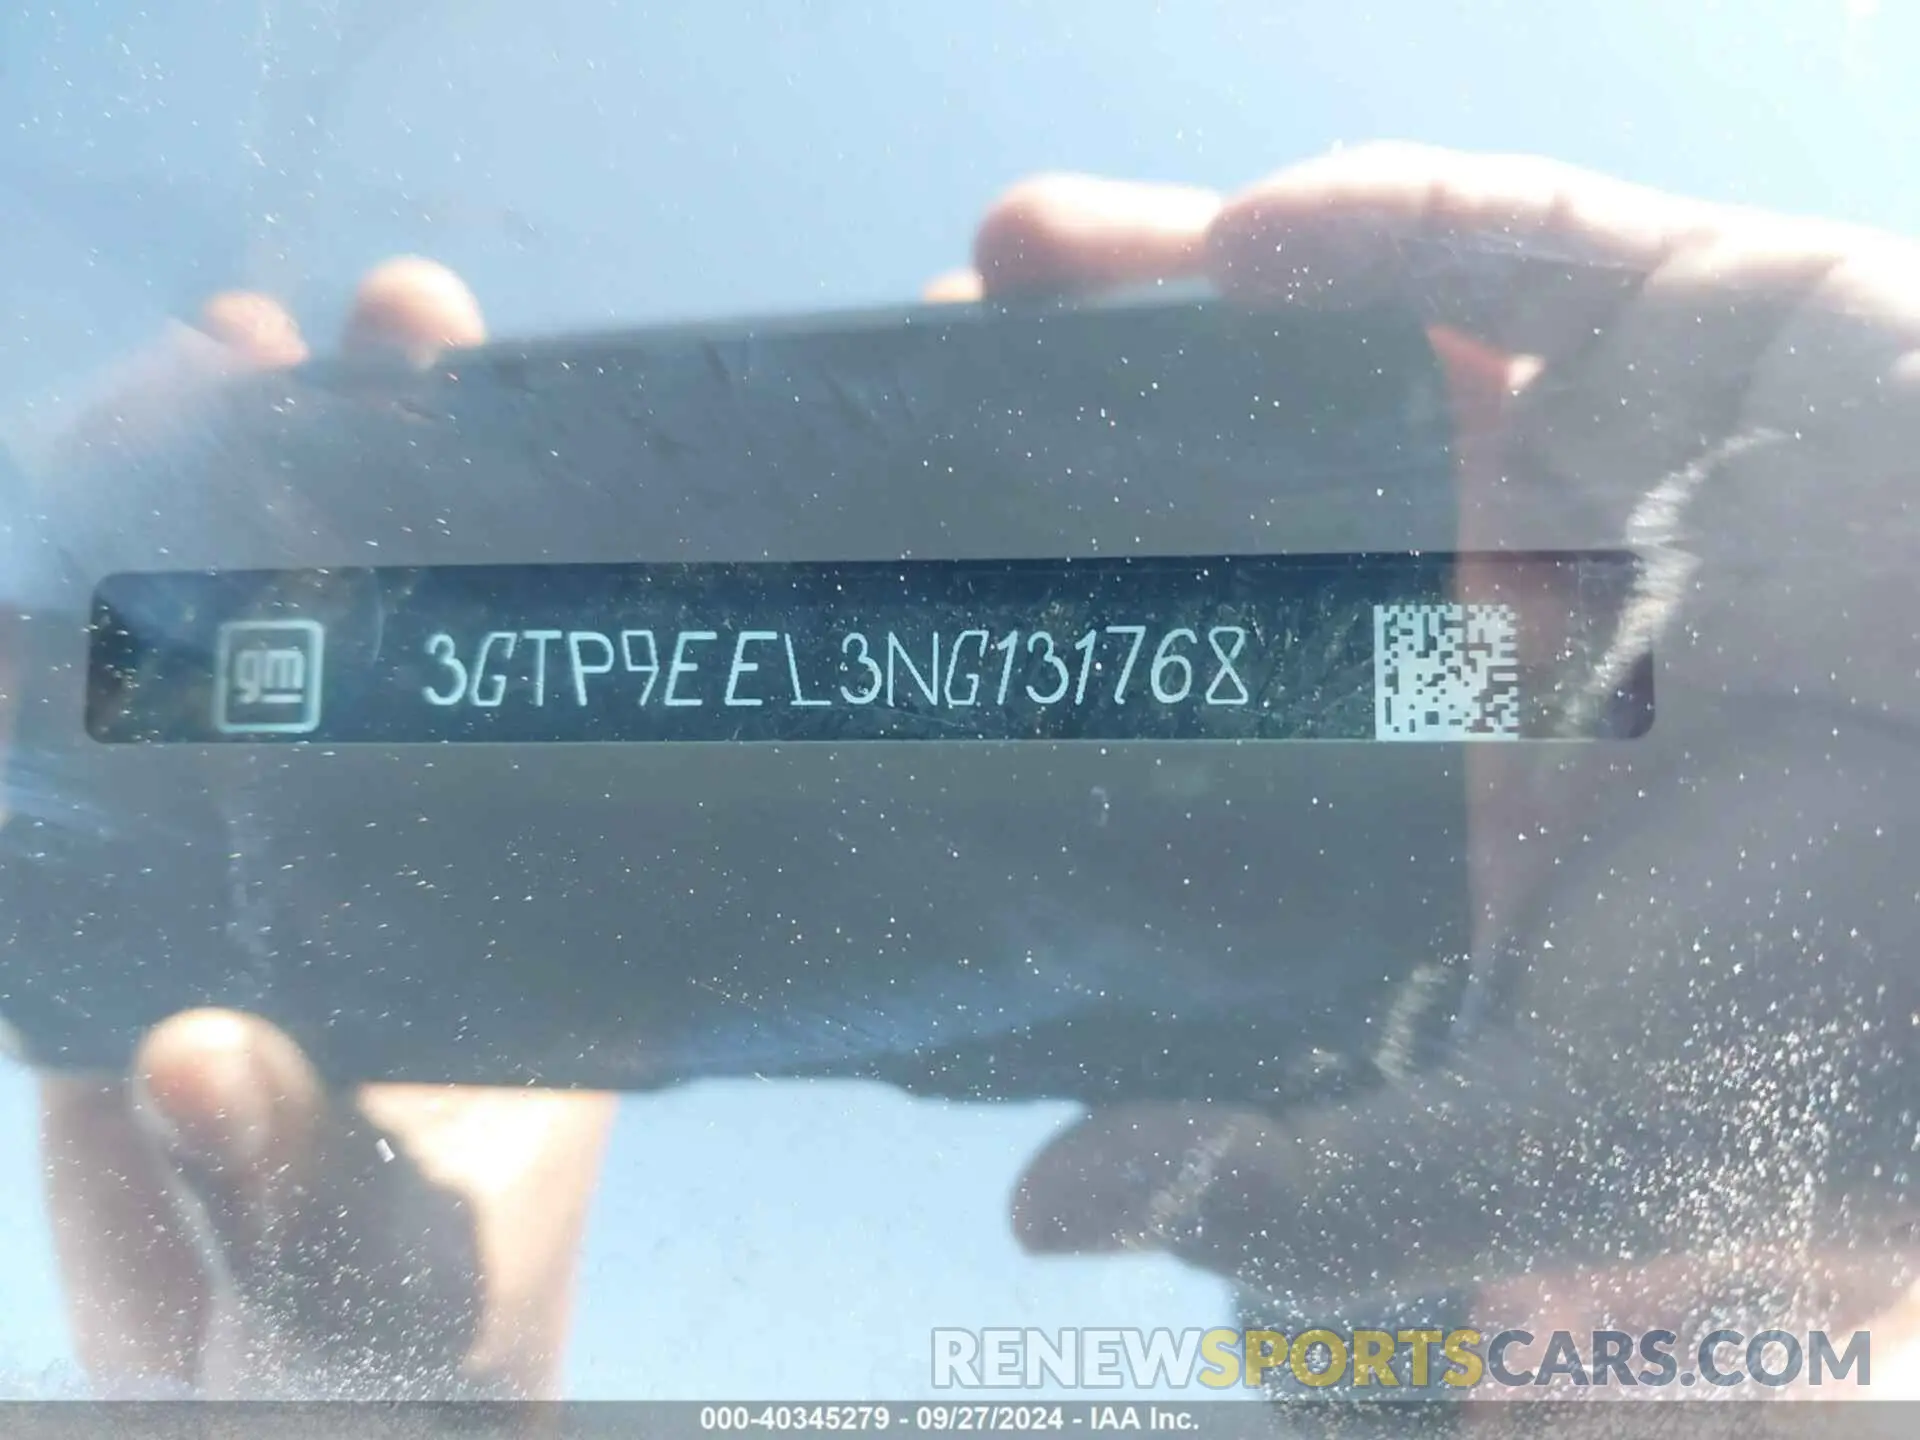 gm 3GTP9EEL3NG131768
RENEWSPORTSCARS.COM
000-40345279 - 09/27/2024 - IAA Inc.